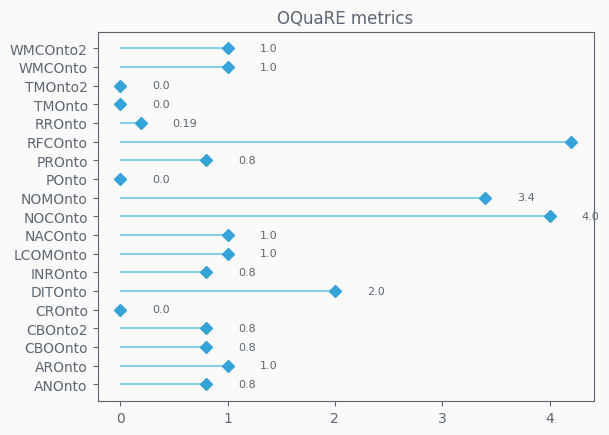 OQuaRE metrics
WMCOnto2 1.0
WMCOnto 1.0
TMOnto2 0.0
TMOnto 0.0
RROnto 0.19
RFCOnto
PROnto 0.8
POnto 0.0
NOMOnto 3.4
NOCOnto 4.0
NACOnto 1.0
LCOMOnto 1.0
INROnto 0.8
DITOnto 2.0
CROnto 0.0
CBOnto2 0.8
CBOOnto 0.8
AROnto 1.0
ANOnto 0.8
0 1 2 3 4